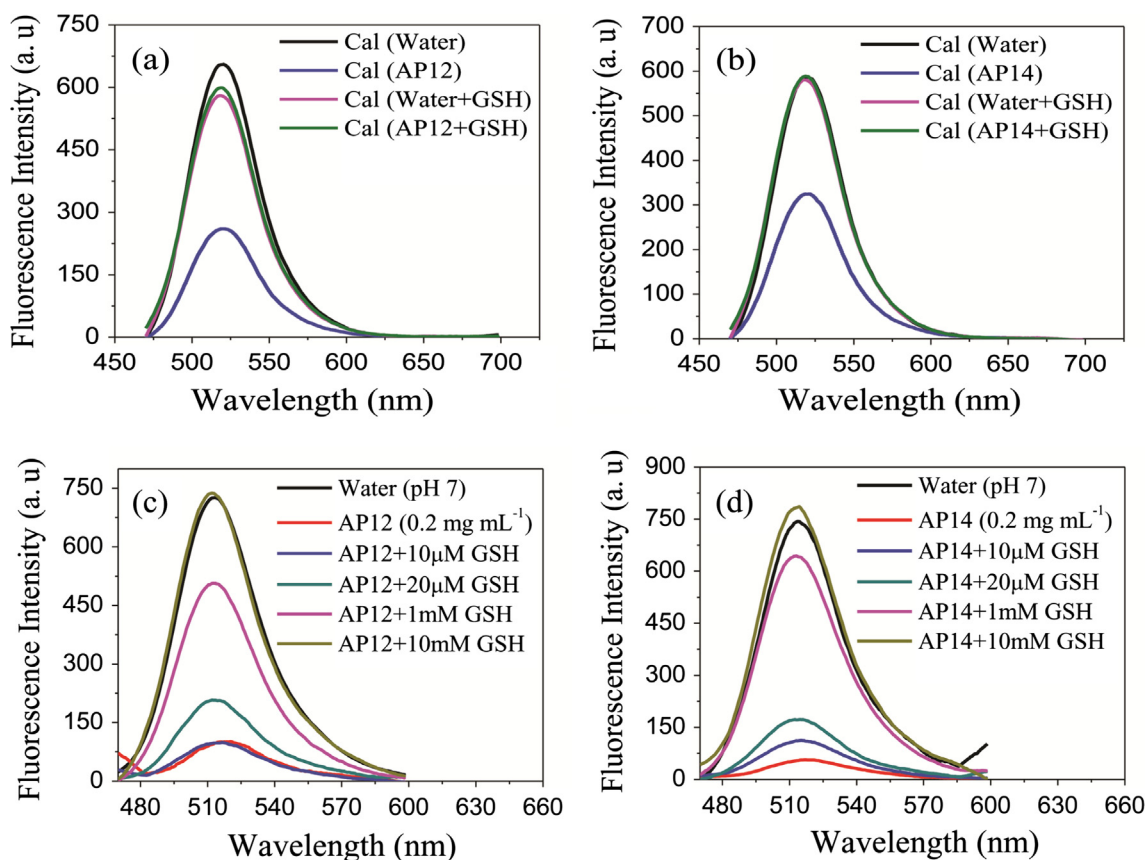 Fluorescence Intensity (a. u)
(a)
Cal (Water)
Cal (AP12)
Cal (Water+GSH)
Cal (AP12+GSH)
750
600
450
300
150
0
450 500 550 600 650 700
Wavelength (nm)
Fluorescence Intensity (a. u)
(b)
Cal (Water)
Cal (AP14)
Cal (Water+GSH)
Cal (AP14+GSH)
700
600
500
400
300
200
100
0
450 500 550 600 650 700
Wavelength (nm)
Fluorescence Intensity (a. u)
(c)
Water (pH 7)
AP12 (0.2 mg mL⁻¹)
AP12+10μM GSH
AP12+20μM GSH
AP12+1mM GSH
AP12+10mM GSH
750
600
450
300
150
0
480 510 540 570 600 630 660
Wavelength (nm)
Fluorescence Intensity (a. u)
(d)
Water (pH 7)
AP14 (0.2 mg mL⁻¹)
AP14+10μM GSH
AP14+20μM GSH
AP14+1mM GSH
AP14+10mM GSH
900
750
600
450
300
150
0
480 510 540 570 600 630 660
Wavelength (nm)